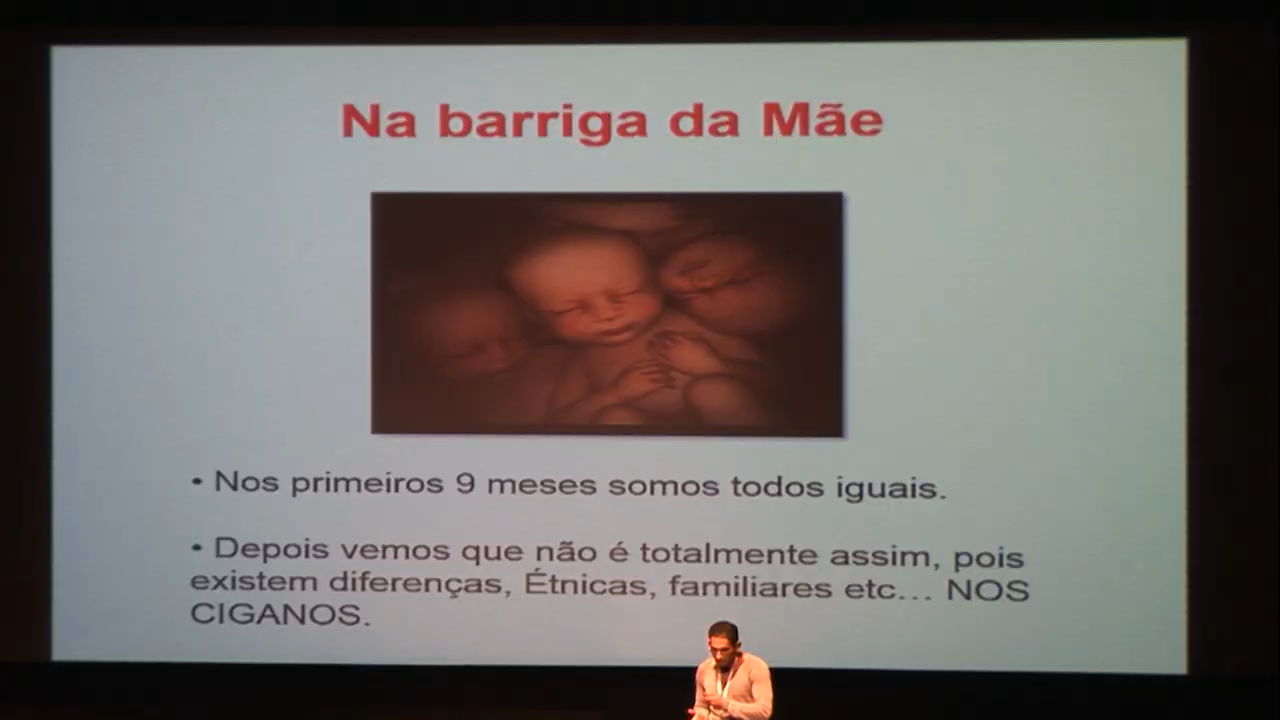 Na barriga da Mãe
• Nos primeiros 9 meses somos todos iguais.
• Depois vemos que não é totalmente assim, pois
existem diferenças, Étnicas, familiares etc... NOS
CIGANOS.